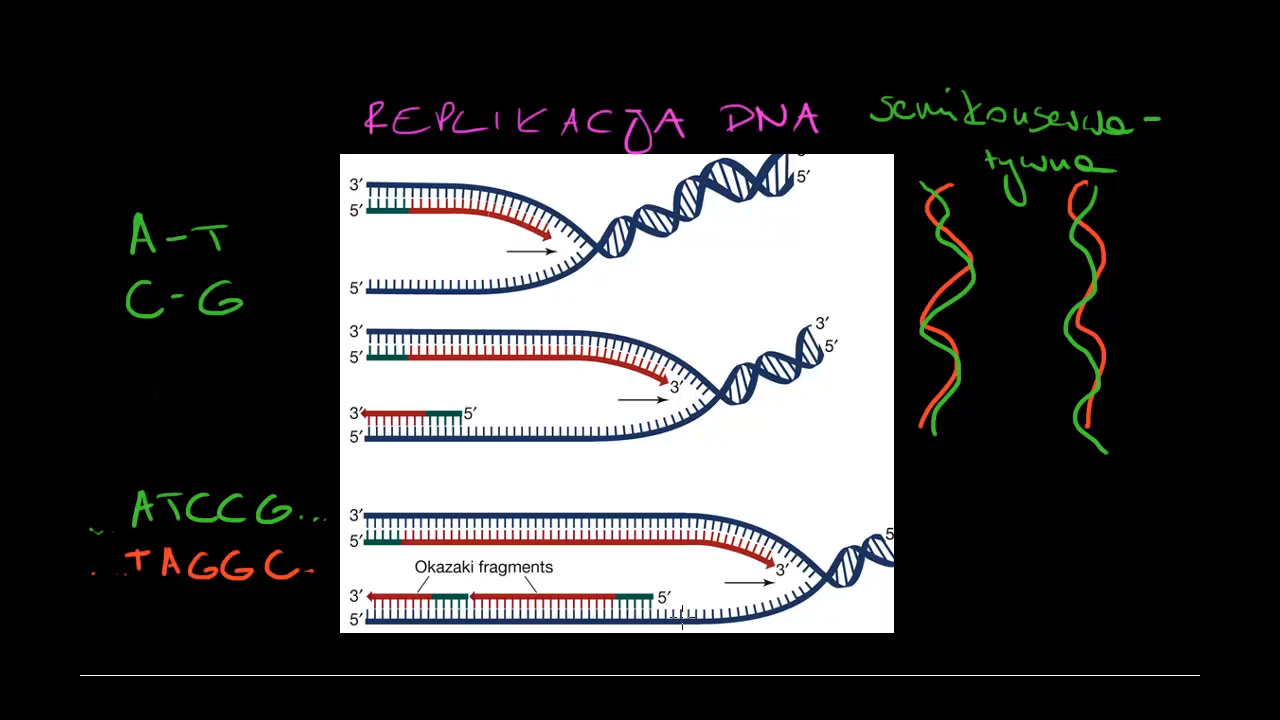 REPLIKACJA DNA
semikonserwa-
tywna
A-T
C-G
ATCCG...
TAGGC.
3′
5′
5′
5′
3′
5′
3′
3′
5′
5′
3′
5′
3′
5′
3′
5′
Okazaki fragments
3′
5′
5′
5